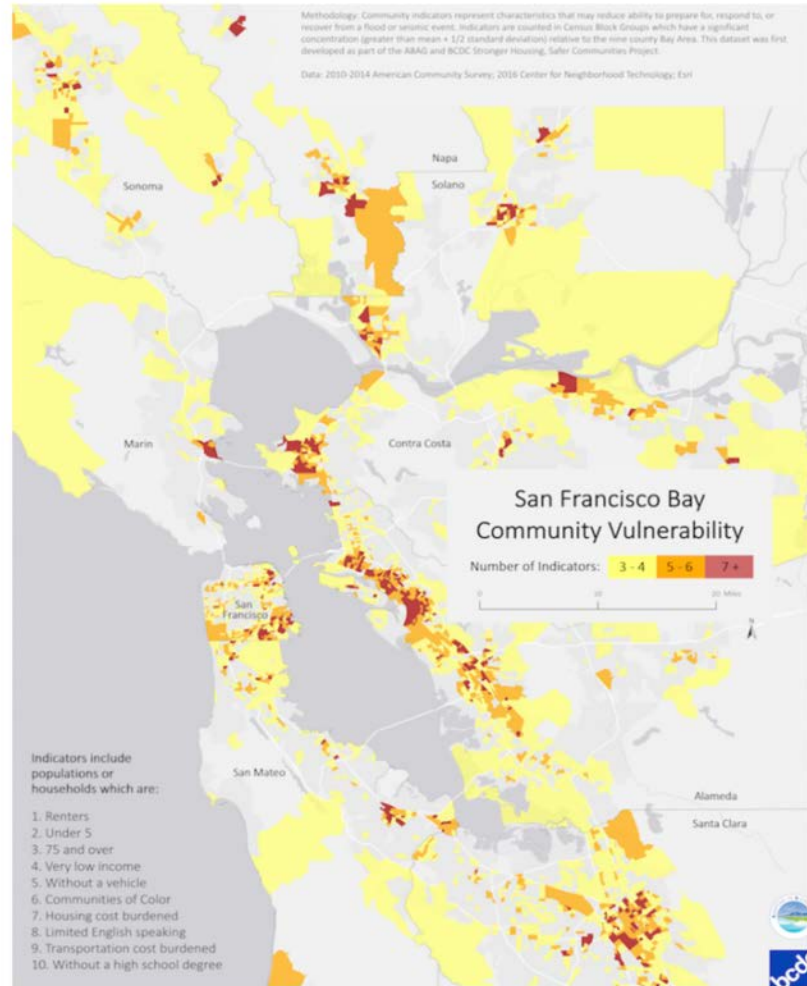 Methodology: Community indicators represent characteristics that may reduce ability to prepare for, respond to, or
recover from a flood or seismic event. Indicators are counted in Census Block Groups which have a significant
concentration (greater than mean + 1/2 standard deviation) relative to the nine county Bay Area. This dataset was first
developed as part of the ABAG and BCDC Stronger Housing, Safer Communities Project.
Data: 2010-2014 American Community Survey; 2016 Center for Neighborhood Technology; Esri
Napa
Solano
Sonoma
Marin
Contra Costa
San Francisco Bay
Community Vulnerability
Number of Indicators: 3 - 4 5 - 6 7 +
0 10 20 Miles
N
San
Francisco
San Mateo
Alameda
Santa Clara
Indicators include
populations or
households which are:
1. Renters
2. Under 5
3. 75 and over
4. Very low income
5. Without a vehicle
6. Communities of Color
7. Housing cost burdened
8. Limited English speaking
9. Transportation cost burdened
10. Without a high school degree
bcdc